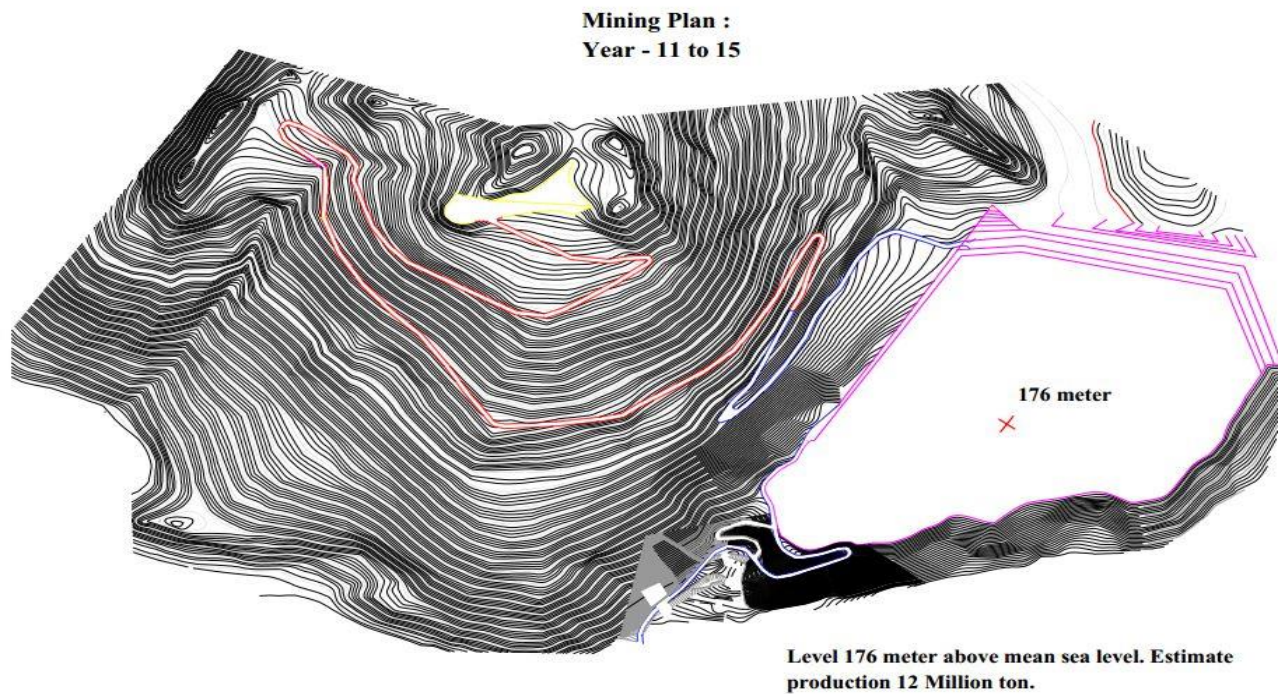 Mining Plan :
Year - 11 to 15
176 meter
Level 176 meter above mean sea level. Estimate
production 12 Million ton.